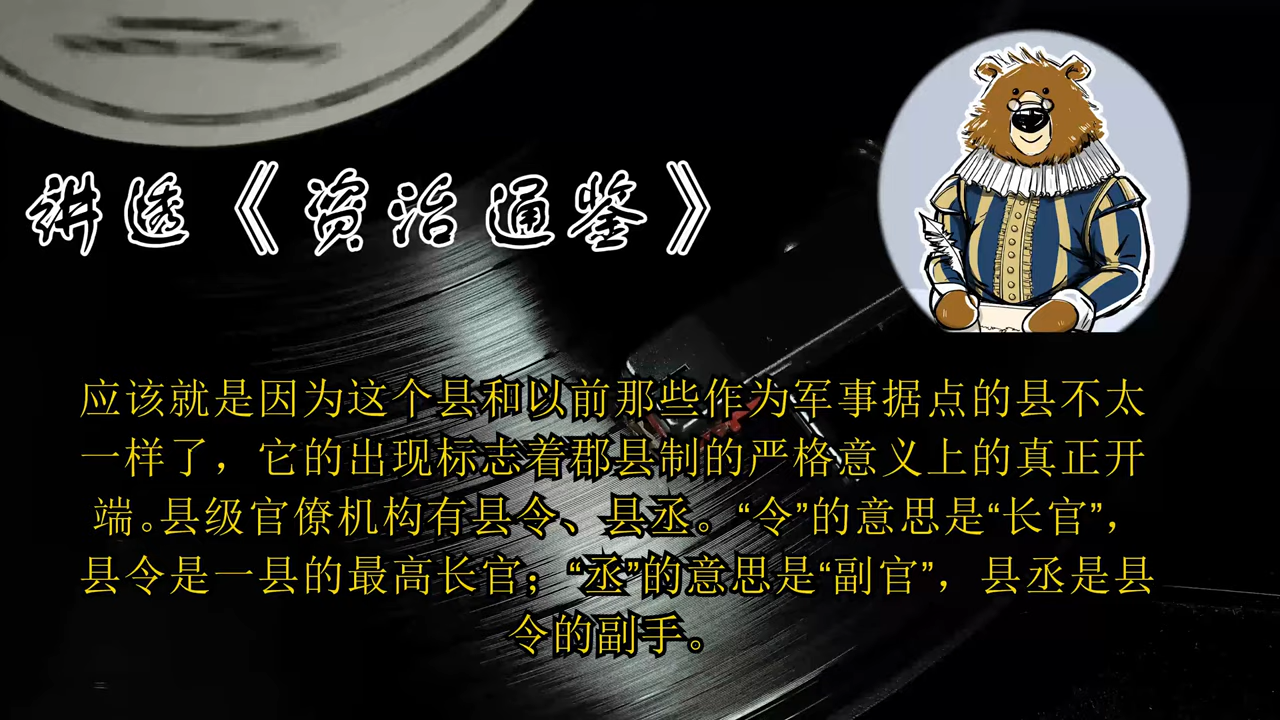 讲透《资治通鉴》
应该就是因为这个县和以前那些作为军事据点的县不太
一样了，它的出现标志着郡县制的严格意义上的真正开
端。县级官僚机构有县令、县丞。“令”的意思是“长官”，
县令是一县的最高长官；“丞”的意思是“副官”，县丞是县
令的副手。